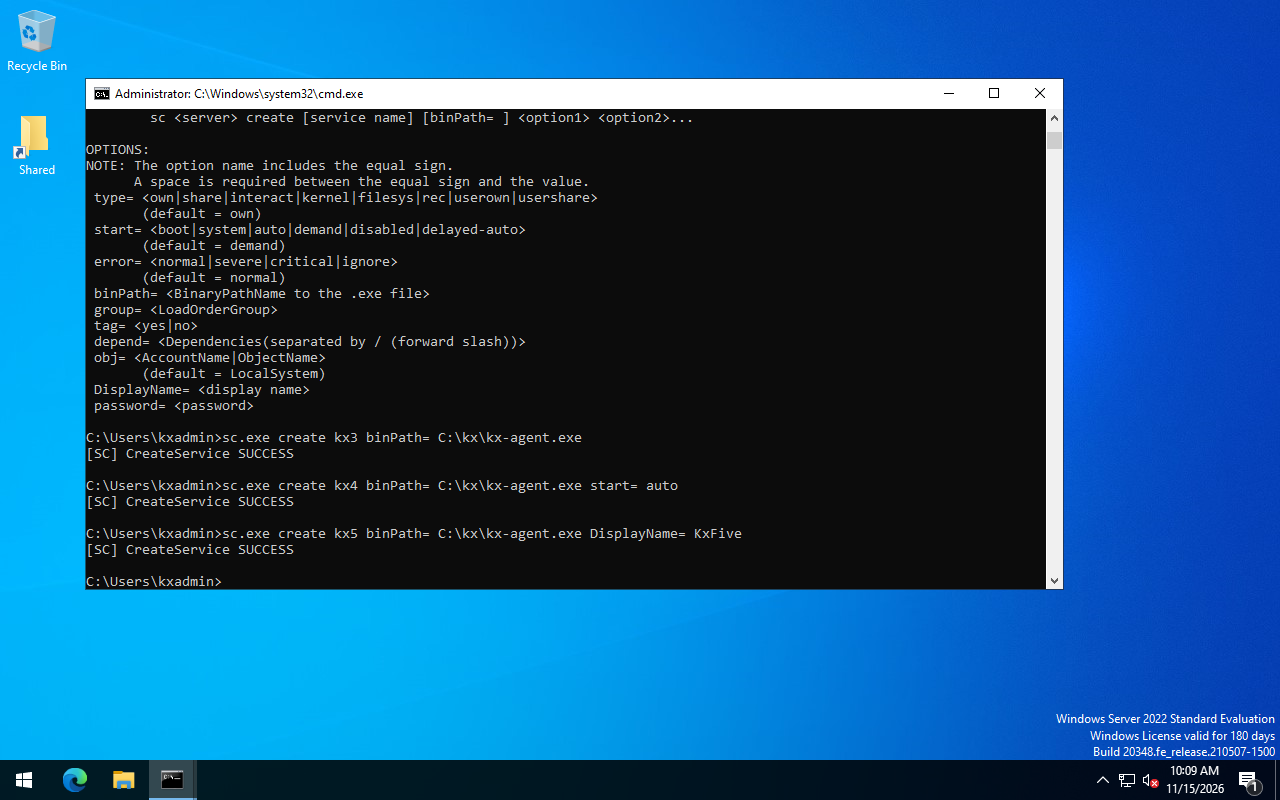 Recycle Bin
Shared
Administrator: C:\Windows\system32\cmd.exe
        sc <server> create [service name] [binPath= ] <option1> <option2>...

OPTIONS:
NOTE: The option name includes the equal sign.
      A space is required between the equal sign and the value.
 type= <own|share|interact|kernel|filesys|rec|userown|usershare>
       (default = own)
 start= <boot|system|auto|demand|disabled|delayed-auto>
       (default = demand)
 error= <normal|severe|critical|ignore>
       (default = normal)
 binPath= <BinaryPathName to the .exe file>
 group= <LoadOrderGroup>
 tag= <yes|no>
 depend= <Dependencies(separated by / (forward slash))>
 obj= <AccountName|ObjectName>
       (default = LocalSystem)
 DisplayName= <display name>
 password= <password>

C:\Users\kxadmin>sc.exe create kx3 binPath= C:\kx\kx-agent.exe
[SC] CreateService SUCCESS

C:\Users\kxadmin>sc.exe create kx4 binPath= C:\kx\kx-agent.exe start= auto
[SC] CreateService SUCCESS

C:\Users\kxadmin>sc.exe create kx5 binPath= C:\kx\kx-agent.exe DisplayName= KxFive
[SC] CreateService SUCCESS

C:\Users\kxadmin>
Windows Server 2022 Standard Evaluation
Windows License valid for 180 days
Build 20348.fe_release.210507-1500
10:09 AM
11/15/2026
1